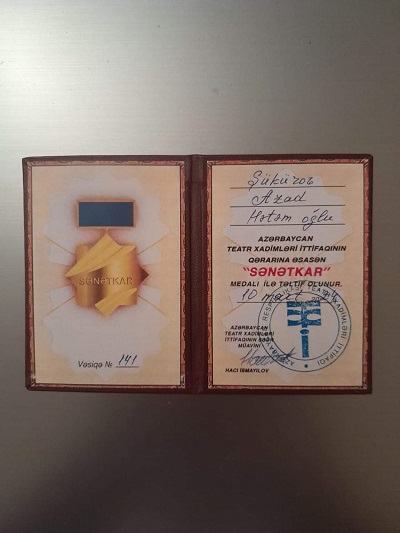 SƏNƏTKAR
Vəsiqə № 141
Şükürov
Azad
Hətəm oğlu
AZƏRBAYCAN
TEATR XADİMLƏRİ İTTİFAQININ
QƏRARINA ƏSASƏN
"SƏNƏTKAR"
MEDALI İLƏ TƏLTİF OLUNUR.
10 mart
AZƏRBAYCAN
TEATR XADİMLƏRİ
İTTİFAQININ SƏDR
MÜAVİNİ
HACI İSMAYILOV